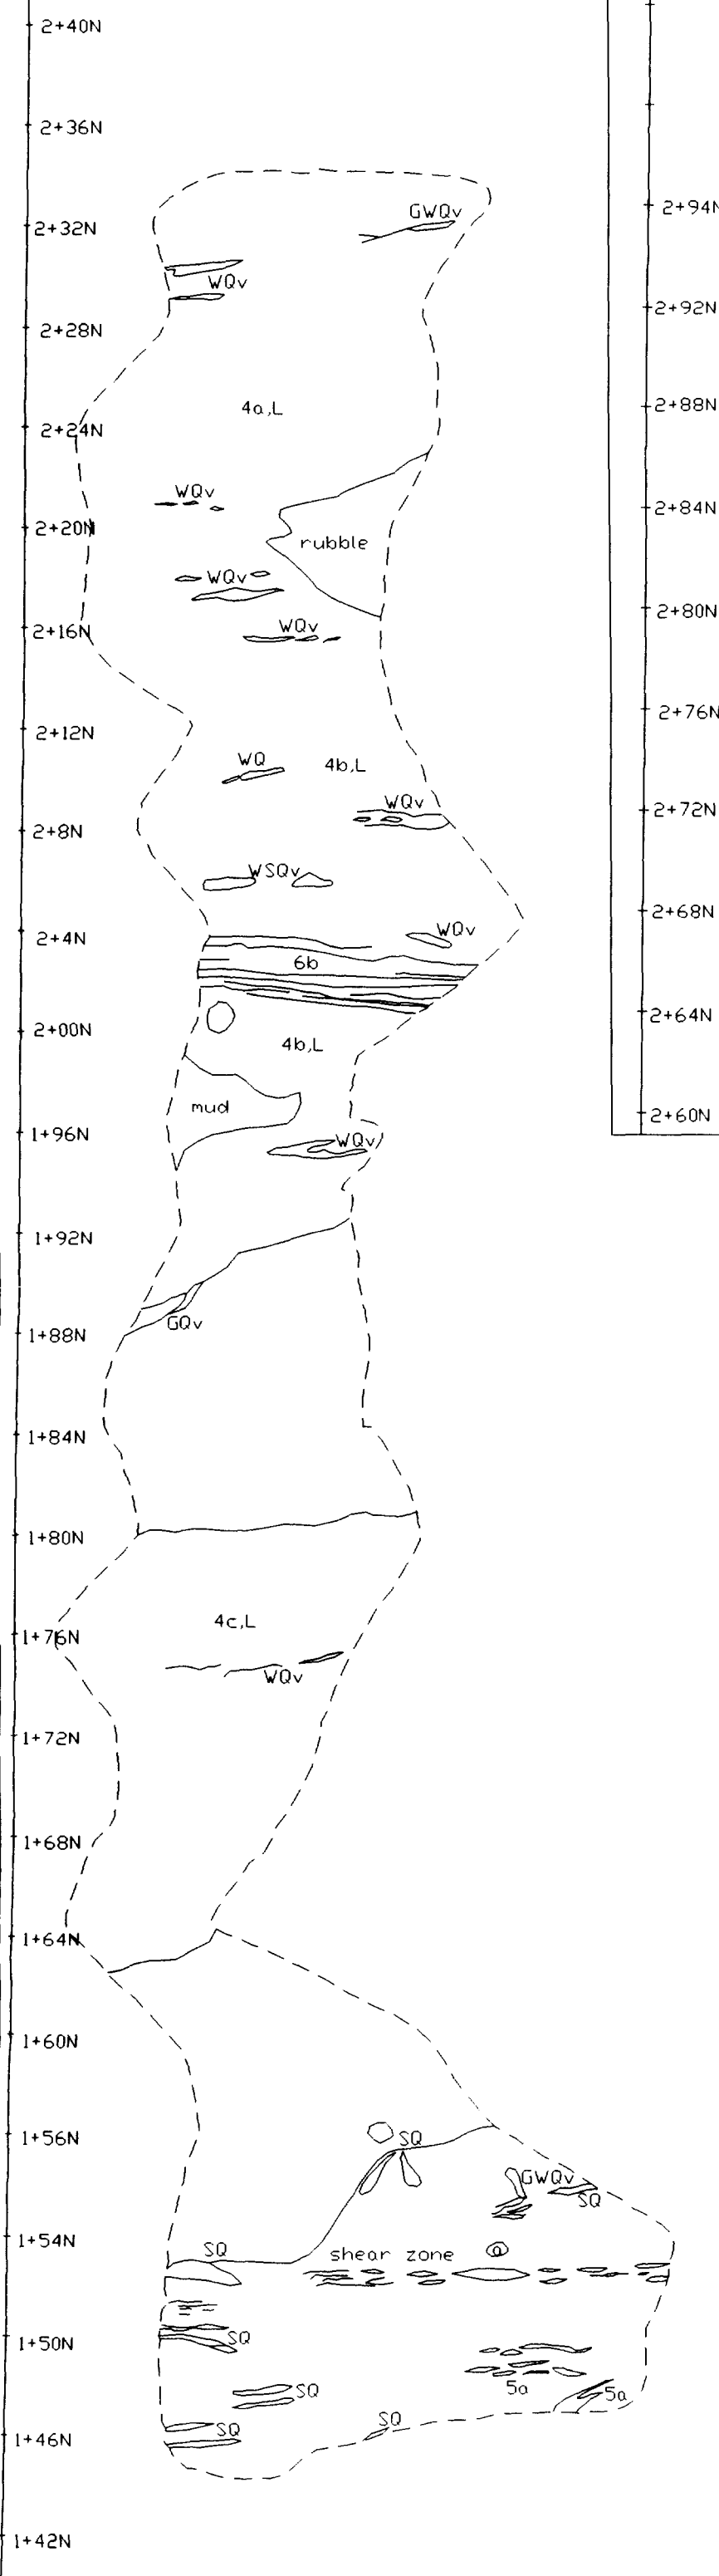 2+40N
2+36N
2+32N
GWQv
2+94N
WQv
2+28N
2+92N
4a,L
2+88N
2+24N
WQv
2+84N
2+20N
rubble
WQv
2+80N
2+16N
WQv
2+76N
2+12N
WQ
4b,L
WQv
2+72N
2+8N
WSQv
2+68N
2+4N
WQv
6b
2+64N
2+00N
4b,L
mud
2+60N
1+96N
WQv
1+92N
GQv
1+88N
1+84N
1+80N
4c,L
1+76N
WQv
1+72N
1+68N
1+64N
1+60N
1+56N
SQ
GWQv
SQ
1+54N
SQ
shear zone
1+50N
SQ
5a
SQ
5a
SQ
SQ
1+46N
1+42N